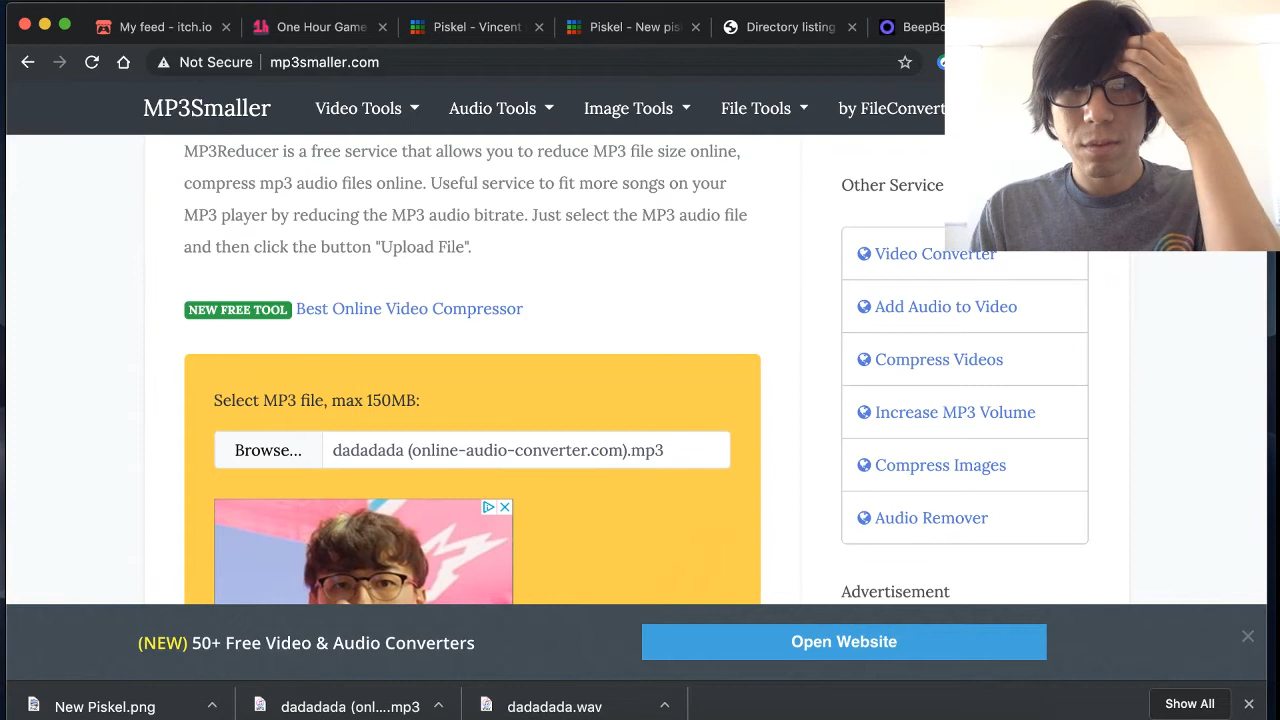 My feed - itch.io
One Hour Game
Piskel - Vincent
Piskel - New pis
Directory listing
BeepBo
Not Secure
mp3smaller.com
MP3Smaller
Video Tools
Audio Tools
Image Tools
File Tools
by FileConvert
MP3Reducer is a free service that allows you to reduce MP3 file size online,
compress mp3 audio files online. Useful service to fit more songs on your
MP3 player by reducing the MP3 audio bitrate. Just select the MP3 audio file
and then click the button "Upload File".
NEW FREE TOOL Best Online Video Compressor
Select MP3 file, max 150MB:
Browse... dadadada (online-audio-converter.com).mp3
Other Service
Video Converter
Add Audio to Video
Compress Videos
Increase MP3 Volume
Compress Images
Audio Remover
Advertisement
(NEW) 50+ Free Video & Audio Converters
Open Website
New Piskel.png
dadadada (onl....mp3
dadadada.wav
Show All